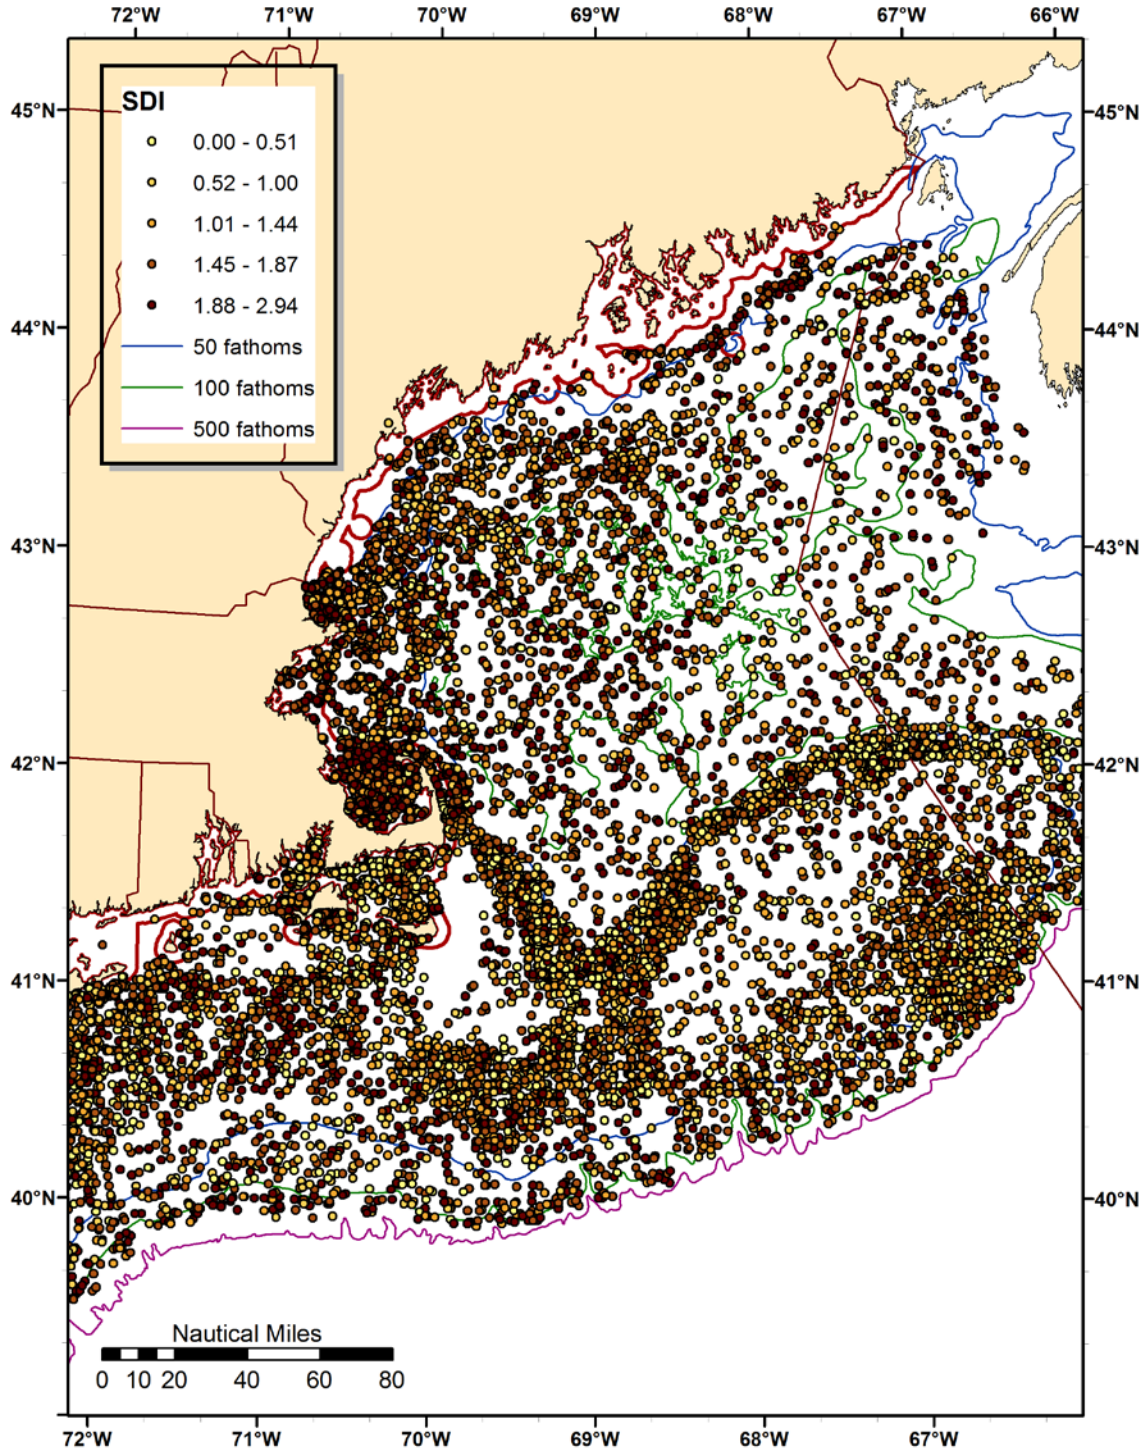 72°W 71°W 70°W 69°W 68°W 67°W 66°W
SDI
45°N 45°N
0.00 - 0.51
0.52 - 1.00
1.01 - 1.44
1.45 - 1.87
1.88 - 2.94
44°N 44°N
50 fathoms
100 fathoms
500 fathoms
43°N 43°N
42°N 42°N
41°N 41°N
40°N 40°N
Nautical Miles
0 10 20 40 60 80
72°W 71°W 70°W 69°W 68°W 67°W